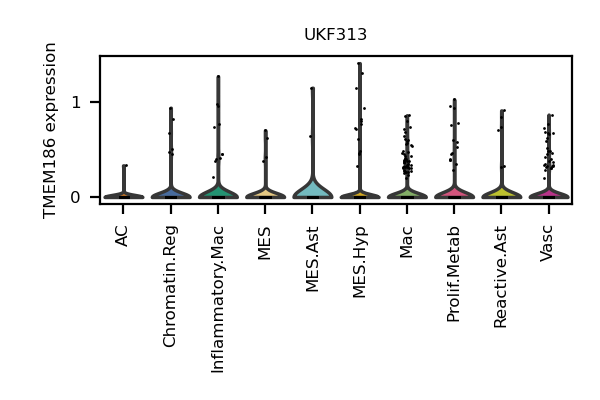 UKF313
TMEM186 expression
1
0
AC
Chromatin.Reg
Inflammatory.Mac
MES
MES.Ast
MES.Hyp
Mac
Prolif.Metab
Reactive.Ast
Vasc